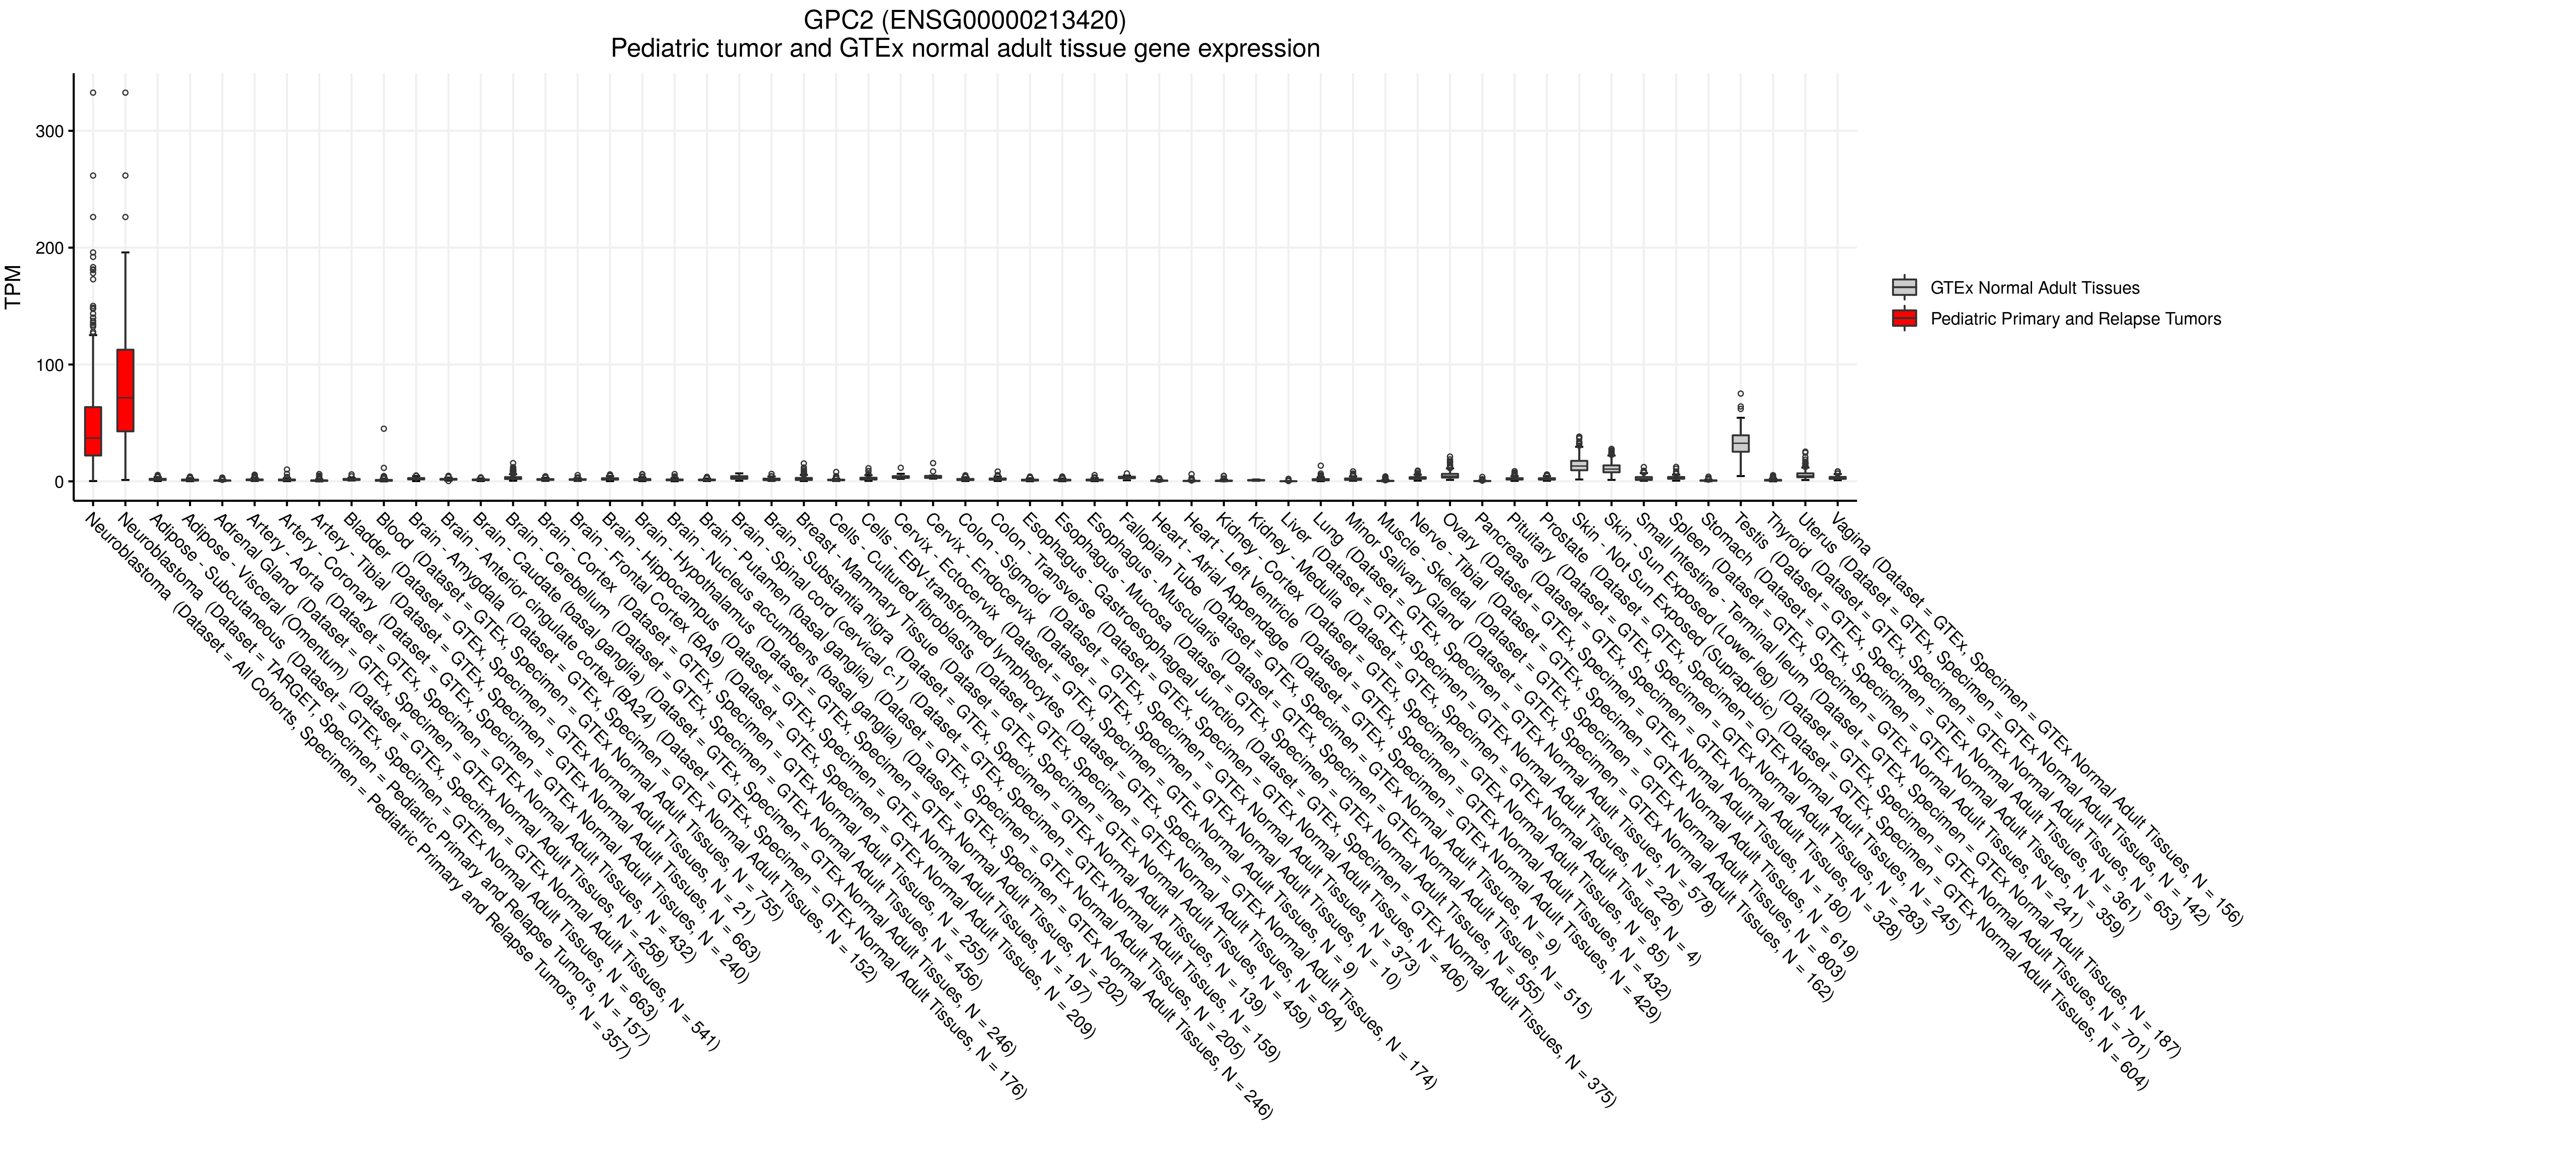 GPC2 (ENSG00000213420)
Pediatric tumor and GTEx normal adult tissue gene expression
TPM
300
200
100
0
Neuroblastoma (Dataset = All Cohorts, Specimen = Pediatric Primary and Relapse Tumors, N = 357)
Neuroblastoma (Dataset = TARGET, Specimen = Pediatric Primary and Relapse Tumors, N = 157)
Adipose - Subcutaneous (Dataset = GTEx, Specimen = GTEx Normal Adult Tissues, N = 663)
Adipose - Visceral (Omentum) (Dataset = GTEx, Specimen = GTEx Normal Adult Tissues, N = 541)
Adrenal Gland (Dataset = GTEx, Specimen = GTEx Normal Adult Tissues, N = 258)
Artery - Aorta (Dataset = GTEx, Specimen = GTEx Normal Adult Tissues, N = 432)
Artery - Coronary (Dataset = GTEx, Specimen = GTEx Normal Adult Tissues, N = 240)
Artery - Tibial (Dataset = GTEx, Specimen = GTEx Normal Adult Tissues, N = 663)
Bladder (Dataset = GTEx, Specimen = GTEx Normal Adult Tissues, N = 21)
Blood (Dataset = GTEx, Specimen = GTEx Normal Adult Tissues, N = 755)
Brain - Amygdala (Dataset = GTEx, Specimen = GTEx Normal Adult Tissues, N = 152)
Brain - Anterior cingulate cortex (BA24) (Dataset = GTEx, Specimen = GTEx Normal Adult Tissues, N = 176)
Brain - Caudate (basal ganglia) (Dataset = GTEx, Specimen = GTEx Normal Adult Tissues, N = 246)
Brain - Cerebellum (Dataset = GTEx, Specimen = GTEx Normal Adult Tissues, N = 456)
Brain - Cortex (Dataset = GTEx, Specimen = GTEx Normal Adult Tissues, N = 255)
Brain - Frontal Cortex (BA9) (Dataset = GTEx, Specimen = GTEx Normal Adult Tissues, N = 209)
Brain - Hippocampus (Dataset = GTEx, Specimen = GTEx Normal Adult Tissues, N = 197)
Brain - Hypothalamus (Dataset = GTEx, Specimen = GTEx Normal Adult Tissues, N = 202)
Brain - Nucleus accumbens (basal ganglia) (Dataset = GTEx, Specimen = GTEx Normal Adult Tissues, N = 246)
Brain - Putamen (basal ganglia) (Dataset = GTEx, Specimen = GTEx Normal Adult Tissues, N = 205)
Brain - Spinal cord (cervical c-1) (Dataset = GTEx, Specimen = GTEx Normal Adult Tissues, N = 159)
Brain - Substantia nigra (Dataset = GTEx, Specimen = GTEx Normal Adult Tissues, N = 139)
Breast - Mammary Tissue (Dataset = GTEx, Specimen = GTEx Normal Adult Tissues, N = 459)
Cells - Cultured fibroblasts (Dataset = GTEx, Specimen = GTEx Normal Adult Tissues, N = 504)
Cells - EBV-transformed lymphocytes (Dataset = GTEx, Specimen = GTEx Normal Adult Tissues, N = 174)
Cervix - Ectocervix (Dataset = GTEx, Specimen = GTEx Normal Adult Tissues, N = 9)
Cervix - Endocervix (Dataset = GTEx, Specimen = GTEx Normal Adult Tissues, N = 10)
Colon - Sigmoid (Dataset = GTEx, Specimen = GTEx Normal Adult Tissues, N = 373)
Colon - Transverse (Dataset = GTEx, Specimen = GTEx Normal Adult Tissues, N = 406)
Esophagus - Gastroesophageal Junction (Dataset = GTEx, Specimen = GTEx Normal Adult Tissues, N = 375)
Esophagus - Mucosa (Dataset = GTEx, Specimen = GTEx Normal Adult Tissues, N = 555)
Esophagus - Muscularis (Dataset = GTEx, Specimen = GTEx Normal Adult Tissues, N = 515)
Fallopian Tube (Dataset = GTEx, Specimen = GTEx Normal Adult Tissues, N = 9)
Heart - Atrial Appendage (Dataset = GTEx, Specimen = GTEx Normal Adult Tissues, N = 429)
Heart - Left Ventricle (Dataset = GTEx, Specimen = GTEx Normal Adult Tissues, N = 432)
Kidney - Cortex (Dataset = GTEx, Specimen = GTEx Normal Adult Tissues, N = 85)
Kidney - Medulla (Dataset = GTEx, Specimen = GTEx Normal Adult Tissues, N = 4)
Liver (Dataset = GTEx, Specimen = GTEx Normal Adult Tissues, N = 226)
Lung (Dataset = GTEx, Specimen = GTEx Normal Adult Tissues, N = 578)
Minor Salivary Gland (Dataset = GTEx, Specimen = GTEx Normal Adult Tissues, N = 162)
Muscle - Skeletal (Dataset = GTEx, Specimen = GTEx Normal Adult Tissues, N = 803)
Nerve - Tibial (Dataset = GTEx, Specimen = GTEx Normal Adult Tissues, N = 619)
Ovary (Dataset = GTEx, Specimen = GTEx Normal Adult Tissues, N = 180)
Pancreas (Dataset = GTEx, Specimen = GTEx Normal Adult Tissues, N = 328)
Pituitary (Dataset = GTEx, Specimen = GTEx Normal Adult Tissues, N = 283)
Prostate (Dataset = GTEx, Specimen = GTEx Normal Adult Tissues, N = 245)
Skin - Not Sun Exposed (Suprapubic) (Dataset = GTEx, Specimen = GTEx Normal Adult Tissues, N = 604)
Skin - Sun Exposed (Lower leg) (Dataset = GTEx, Specimen = GTEx Normal Adult Tissues, N = 701)
Small Intestine - Terminal Ileum (Dataset = GTEx, Specimen = GTEx Normal Adult Tissues, N = 187)
Spleen (Dataset = GTEx, Specimen = GTEx Normal Adult Tissues, N = 241)
Stomach (Dataset = GTEx, Specimen = GTEx Normal Adult Tissues, N = 359)
Testis (Dataset = GTEx, Specimen = GTEx Normal Adult Tissues, N = 361)
Thyroid (Dataset = GTEx, Specimen = GTEx Normal Adult Tissues, N = 653)
Uterus (Dataset = GTEx, Specimen = GTEx Normal Adult Tissues, N = 142)
Vagina (Dataset = GTEx, Specimen = GTEx Normal Adult Tissues, N = 156)
GTEx Normal Adult Tissues
Pediatric Primary and Relapse Tumors